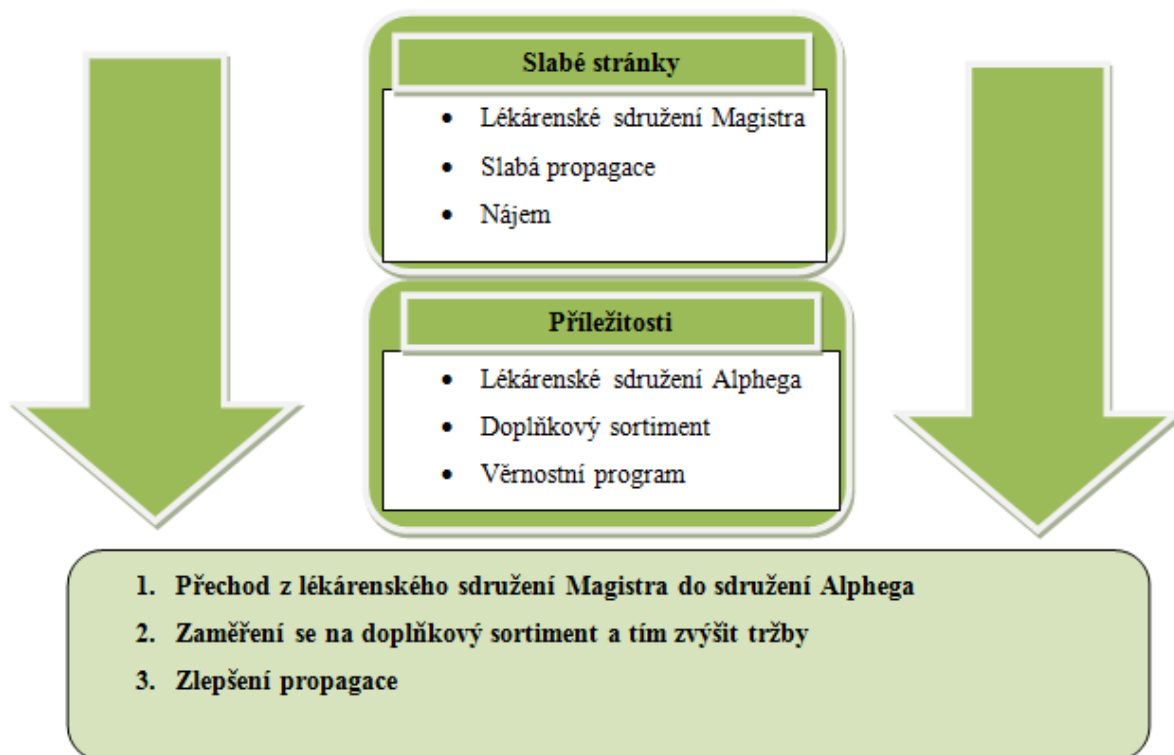 Slabé stránky
• Lékárenské sdružení Magistra
• Slabá propagace
• Nájem
Příležitosti
• Lékárenské sdružení Alphega
• Doplňkový sortiment
• Věrnostní program
1. Přechod z lékárenského sdružení Magistra do sdružení Alphega
2. Zaměření se na doplňkový sortiment a tím zvýšit tržby
3. Zlepšení propagace